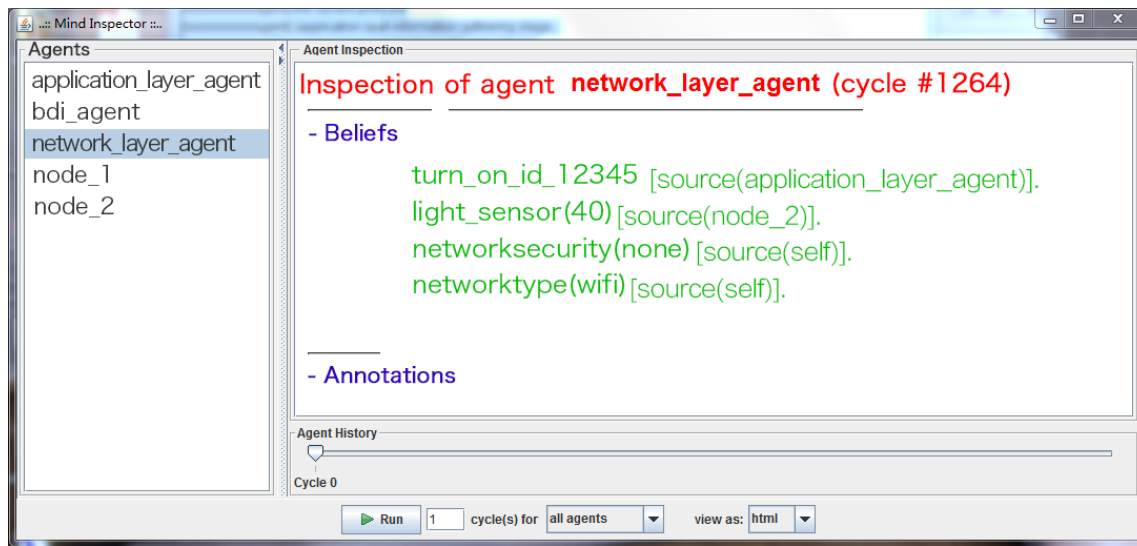 ..:: Mind Inspector ::..
Agents
application_layer_agent
bdi_agent
network_layer_agent
node_1
node_2
Agent Inspection
Inspection of agent network_layer_agent (cycle #1264)
- Beliefs
turn_on_id_12345 [source(application_layer_agent)].
light_sensor(40) [source(node_2)].
networksecurity(none) [source(self)].
networktype(wifi) [source(self)].
- Annotations
Agent History
Cycle 0
Run 1 cycle(s) for all agents view as: html